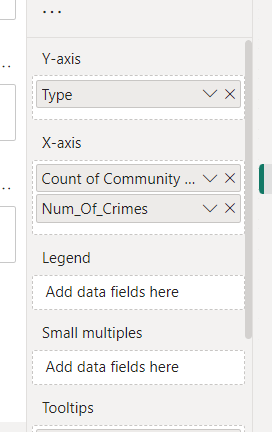 ...
Y-axis
Type
X-axis
Count of Community ...
Num_Of_Crimes
Legend
Add data fields here
Small multiples
Add data fields here
Tooltips